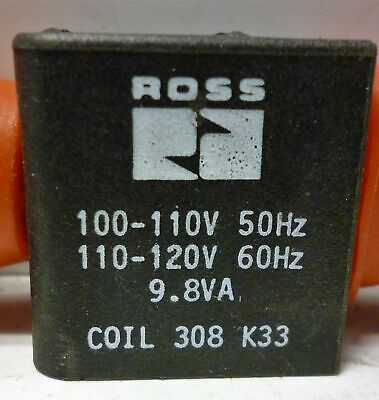 ROSS
100-110V 50Hz
110-120V 60Hz
9.8VA
COIL 308 K33